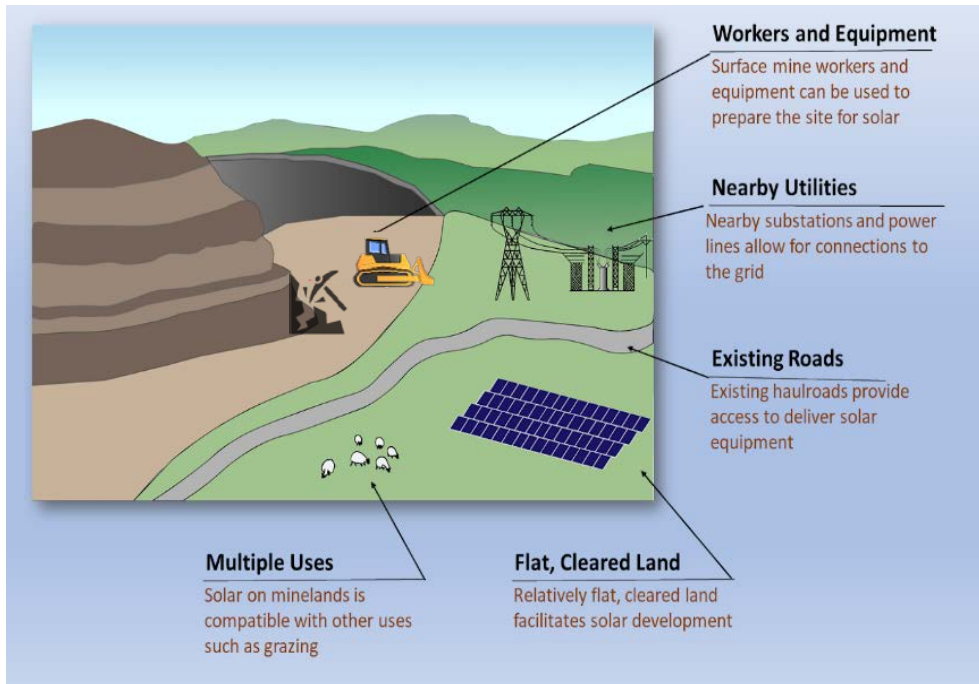 Workers and Equipment
Surface mine workers and
equipment can be used to
prepare the site for solar
Nearby Utilities
Nearby substations and power
lines allow for connections to
the grid
Existing Roads
Existing haulroads provide
access to deliver solar
equipment
Multiple Uses
Solar on minelands is
compatible with other uses
such as grazing
Flat, Cleared Land
Relatively flat, cleared land
facilitates solar development